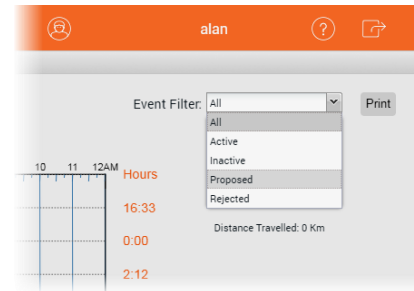 alan
?
Event Filter: All
Print
All
Active
Inactive
Proposed
Rejected
10 11 12AM
Hours
16:33
Distance Travelled: 0 Km
0:00
2:12